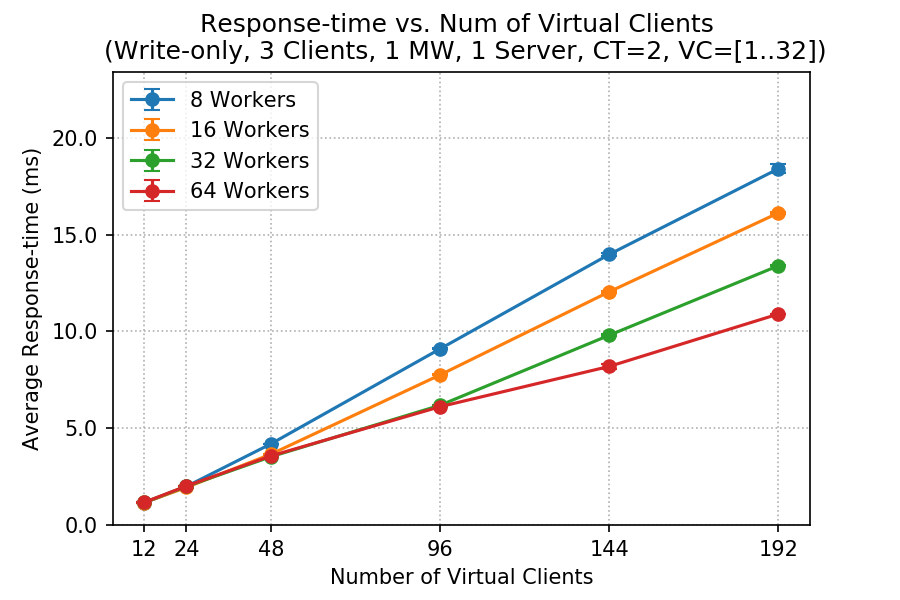 Response-time vs. Num of Virtual Clients
(Write-only, 3 Clients, 1 MW, 1 Server, CT=2, VC=[1..32])
8 Workers
16 Workers
32 Workers
64 Workers
Average Response-time (ms)
20.0
15.0
10.0
5.0
0.0
12 24 48 96 144 192
Number of Virtual Clients